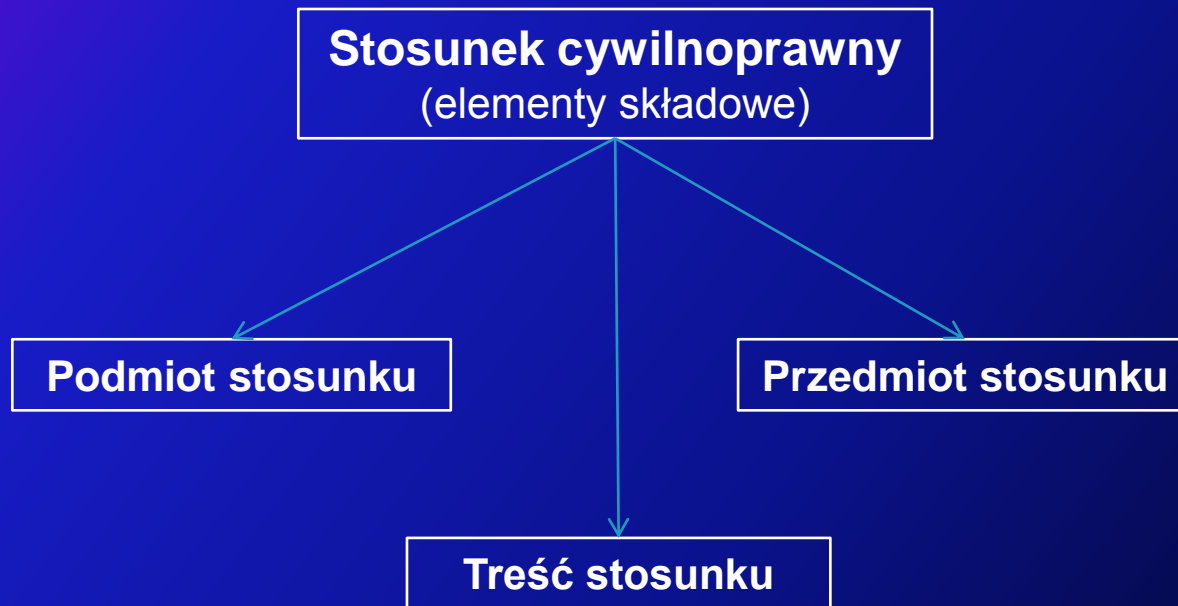 Stosunek cywilnoprawny
(elementy składowe)
Podmiot stosunku
Przedmiot stosunku
Treść stosunku